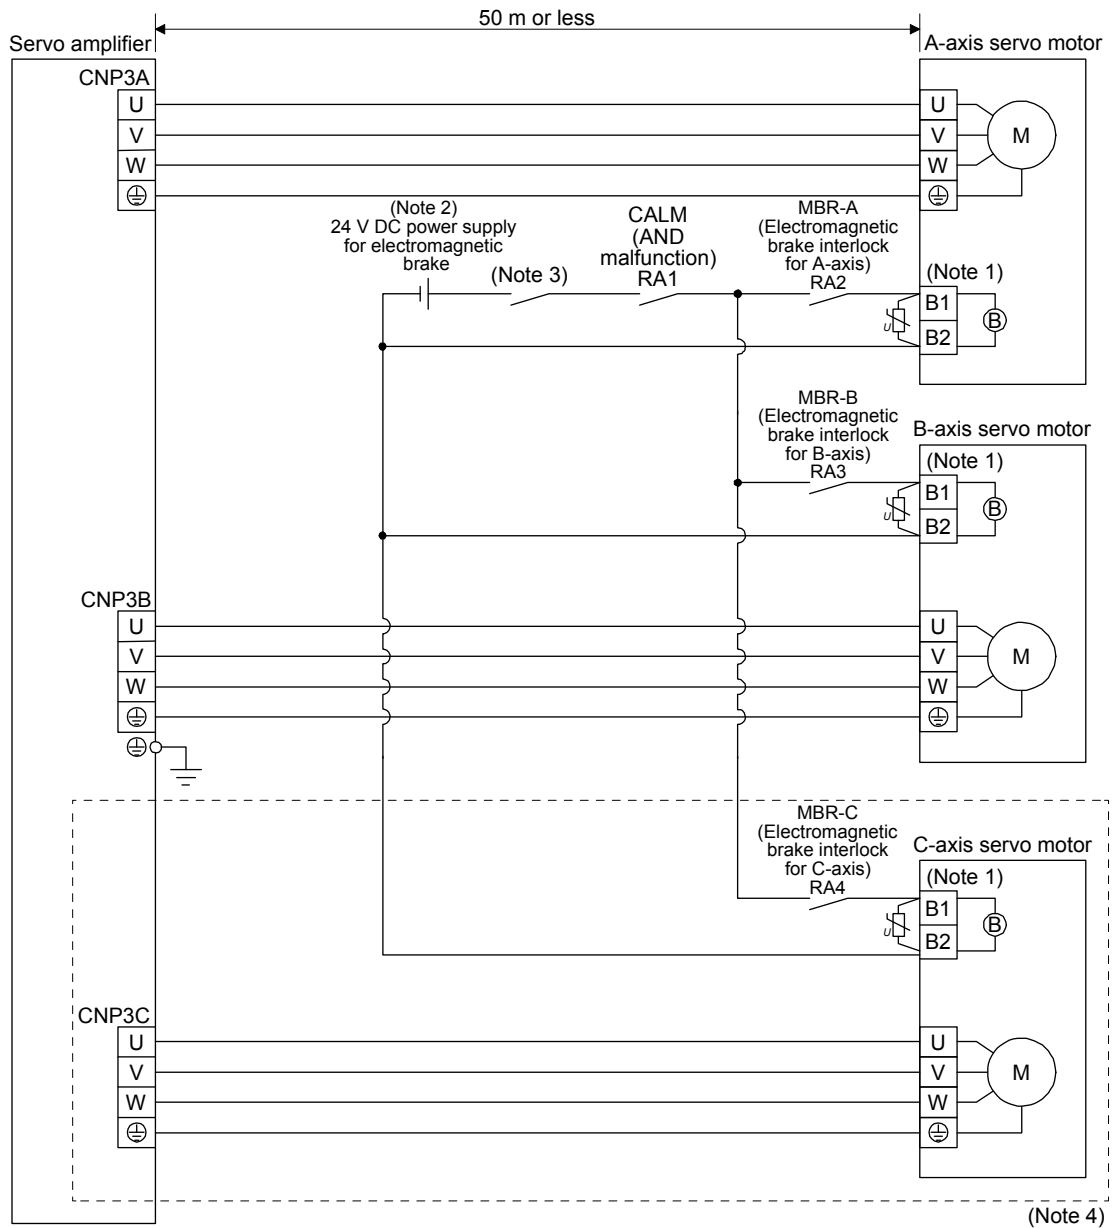 50 m or less
Servo amplifier
A-axis servo motor
CNP3A
U
V
W
U
V
W
M
(Note 2)
24 V DC power supply
for electromagnetic
brake
(Note 3)
CALM
(AND
malfunction)
RA1
MBR-A
(Electromagnetic
brake interlock
for A-axis)
RA2
(Note 1)
U
B1
B2
B
MBR-B
(Electromagnetic
brake interlock
for B-axis)
RA3
B-axis servo motor
(Note 1)
U
B1
B2
B
CNP3B
U
V
W
U
V
W
M
MBR-C
(Electromagnetic
brake interlock
for C-axis)
RA4
C-axis servo motor
(Note 1)
U
B1
B2
B
CNP3C
U
V
W
U
V
W
M
(Note 4)